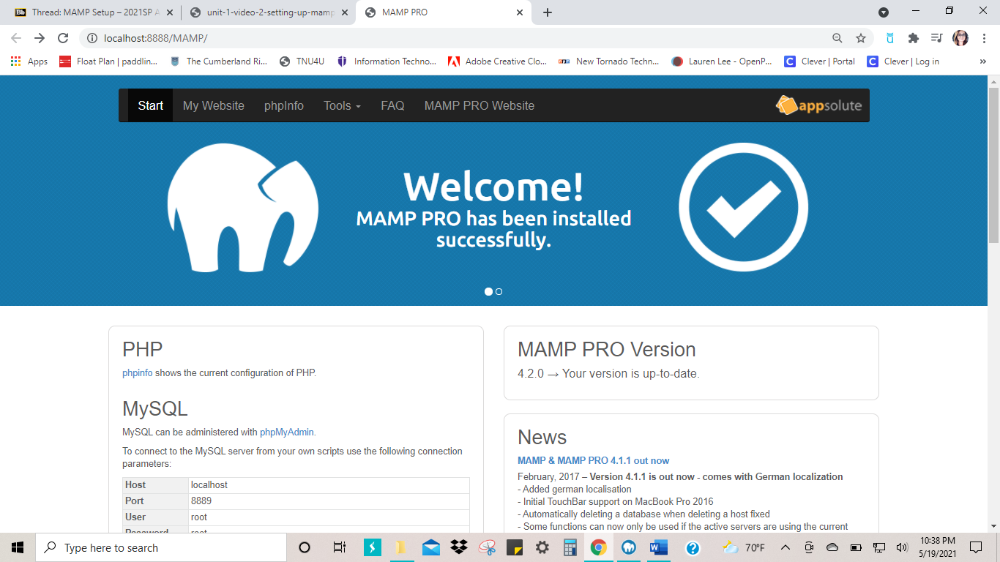 Bb Thread: MAMP Setup – 2021SP A
unit-1-video-2-setting-up-mamp
MAMP PRO
localhost:8888/MAMP/
Apps
Float Plan | paddlin...
The Cumberland Ri...
TNU4U
Information Techno...
Adobe Creative Clo...
New Tornado Techn...
Lauren Lee - OpenP...
C Clever | Portal
C Clever | Log in
»
Start
My Website
phpInfo
Tools
FAQ
MAMP PRO Website
appsolute
Welcome!
MAMP PRO has been installed
successfully.
PHP
phpinfo shows the current configuration of PHP.
MySQL
MySQL can be administered with phpMyAdmin.
To connect to the MySQL server from your own scripts use the following connection
parameters:
Host localhost
Port 8889
User root
Password root
MAMP PRO Version
4.2.0 → Your version is up-to-date.
News
MAMP & MAMP PRO 4.1.1 out now
February, 2017 – Version 4.1.1 is out now - comes with German localization
- Added german localisation
- Initial TouchBar support on MacBook Pro 2016
- Automatically deleting a database when deleting a host fixed
- Some functions can now only be used if the active servers are using the current
Type here to search
70°F
10:38 PM
5/19/2021